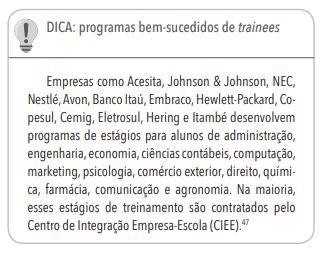 DICA: programas bem-sucedidos de trainees
Empresas como Acesita, Johnson & Johnson, NEC,
Nestlé, Avon, Banco Itaú, Embraco, Hewlett-Packard, Co-
pesul, Cemig, Eletrosul, Hering e Itambé desenvolvem
programas de estágios para alunos de administração,
engenharia, economia, ciências contábeis, computação,
marketing, psicologia, comércio exterior, direito, quími-
ca, farmácia, comunicação e agronomia. Na maioria,
esses estágios de treinamento são contratados pelo
Centro de Integração Empresa-Escola (CIEE).47